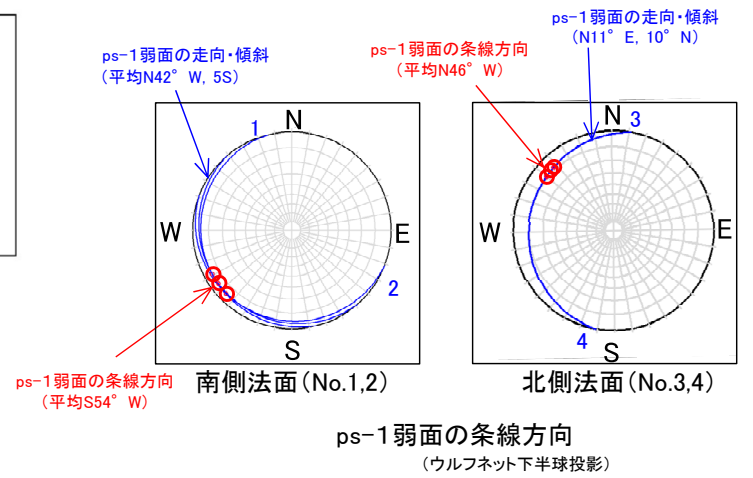 ps-1弱面の走向・傾斜
（平均N42°W, 5S）
ps-1弱面の条線方向
（平均N46°W）
ps-1弱面の走向・傾斜
（N11°E, 10°N）
1
N
W
E
2
S
N
3
W
E
4
S
ps-1弱面の条線方向
（平均S54°W）
南側法面（No.1,2）
北側法面（No.3,4）
ps-1弱面の条線方向
（ウルフネット下半球投影）